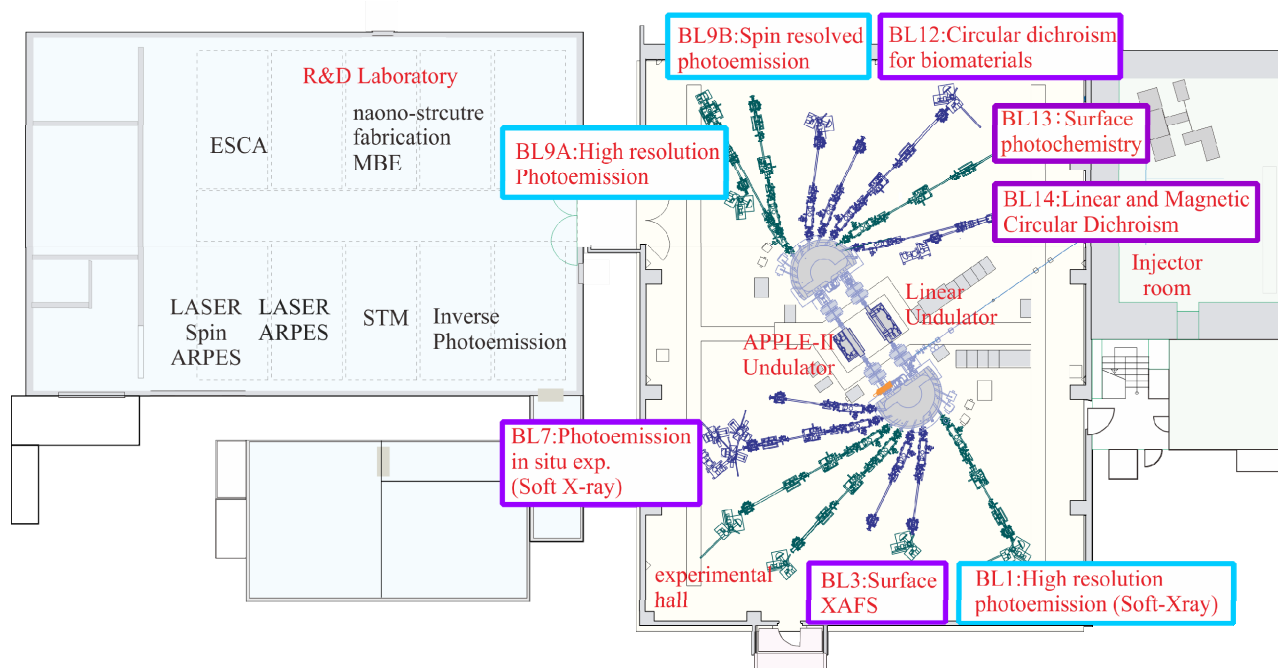 BL9B:Spin resolved
photoemission
BL12:Circular dichroism
for biomaterials
R&D Laboratory
naono-strcutre
fabrication
MBE
ESCA
BL9A:High resolution
Photoemission
BL13:Surface
photochemistry
BL14:Linear and Magnetic
Circular Dichroism
Injector
room
LASER
Spin
ARPES
LASER
ARPES
STM
Inverse
Photoemission
Linear
Undulator
APPLE-II
Undulator
BL7:Photoemission
in situ exp.
(Soft X-ray)
experimental
hall
BL3:Surface
XAFS
BL1:High resolution
photoemission (Soft-Xray)